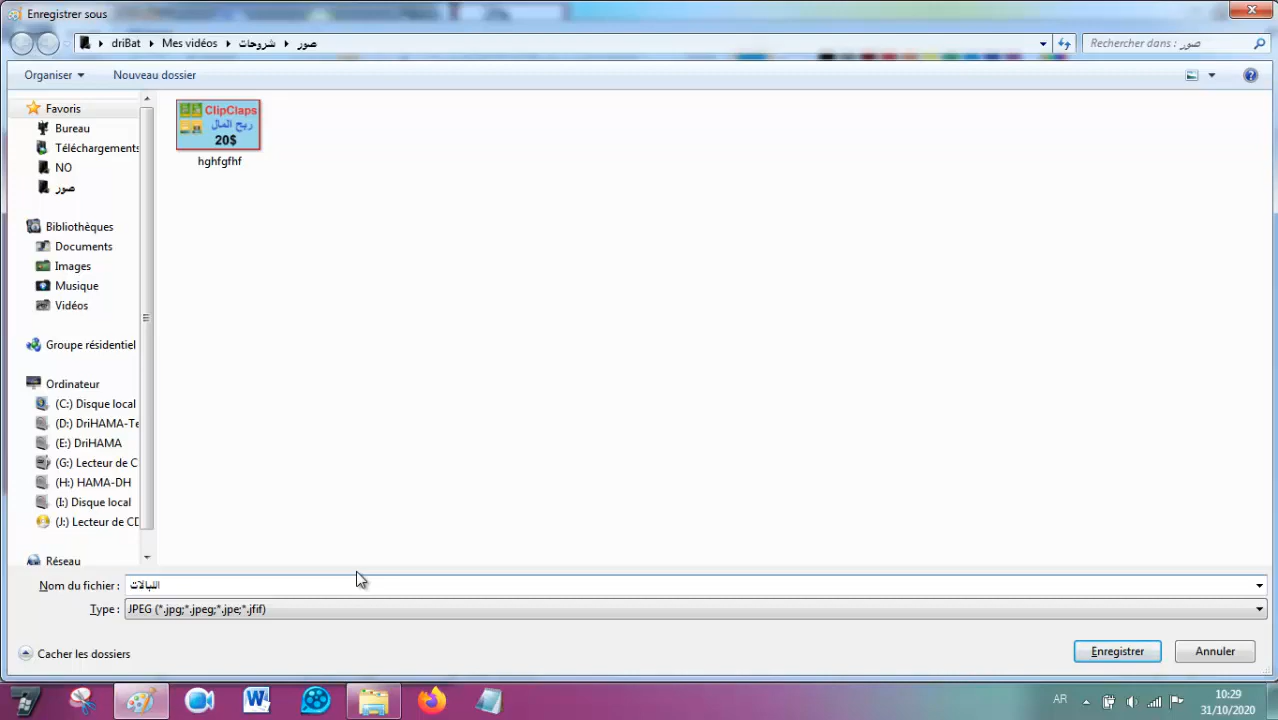 Enregistrer sous
driBat
Mes vidéos
شروحات
صور
Rechercher dans : صور
Organiser
Nouveau dossier
Favoris
Bureau
Téléchargements
NO
صور
Bibliothèques
Documents
Images
Musique
Vidéos
Groupe résidentiel
Ordinateur
(C:) Disque local
(D:) DriHAMA-Te
(E:) DriHAMA
(G:) Lecteur de C
(H:) HAMA-DH
(I:) Disque local
(J:) Lecteur de CD
Réseau
ClipClaps
ربح المال
20$
hghfgfhf
Nom du fichier :
اللبالات
Type :
JPEG (*.jpg;*.jpeg;*.jpe;*.jfif)
Cacher les dossiers
Enregistrer
Annuler
AR
10:29
31/10/2020